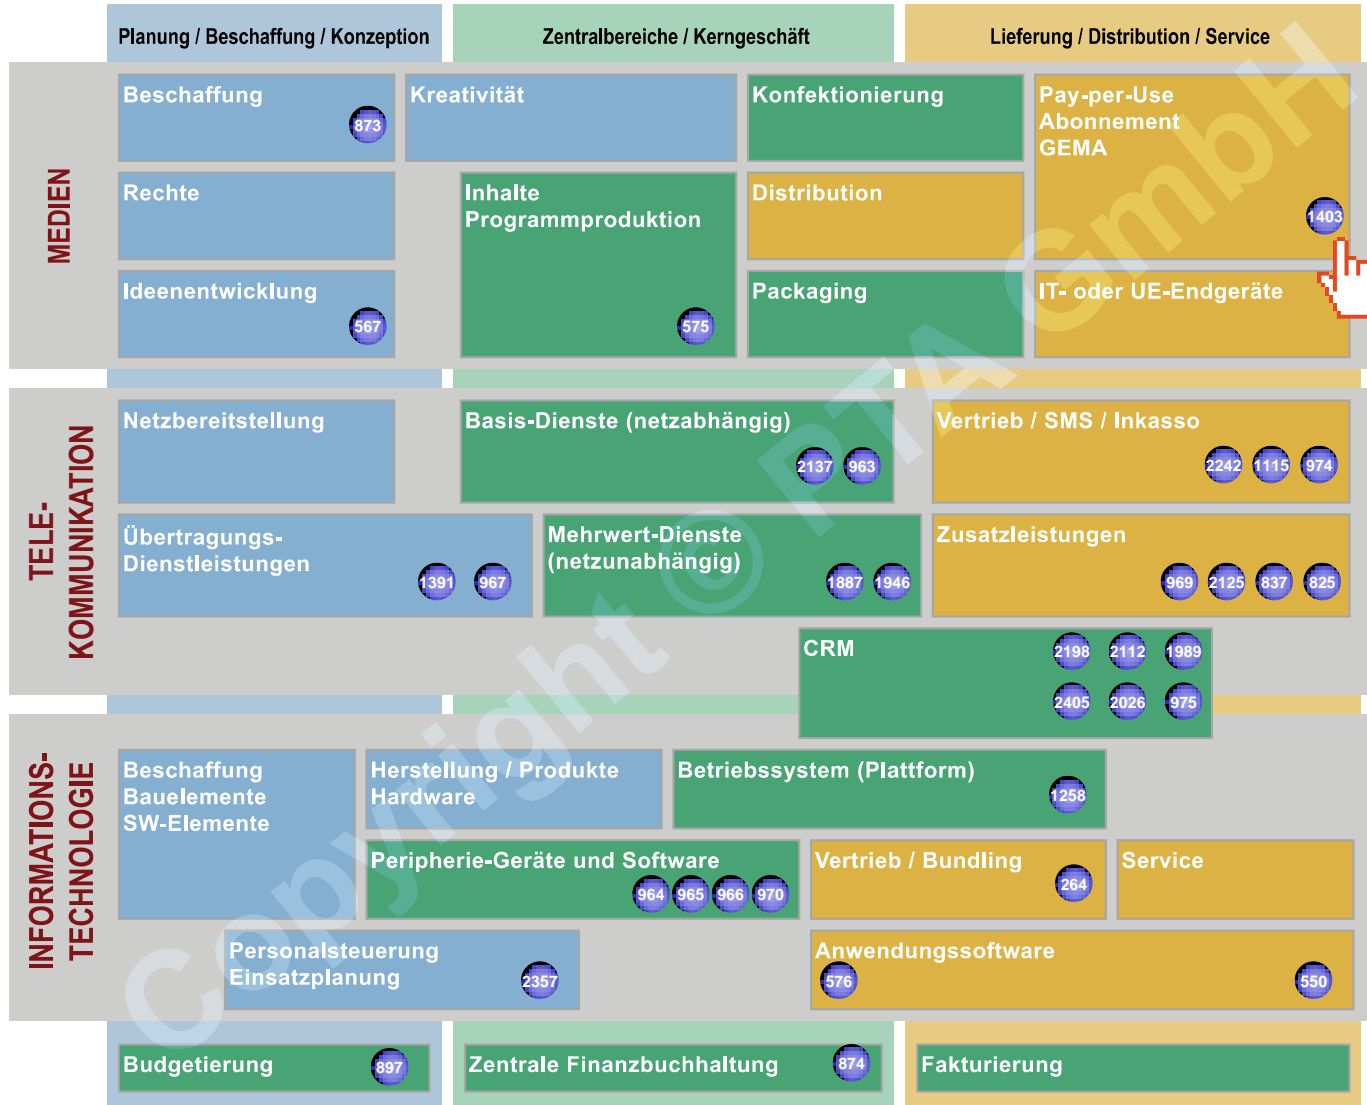 Planung / Beschaffung / Konzeption
Zentralbereiche / Kerngeschäft
Lieferung / Distribution / Service
MEDIEN
Beschaffung
873
Kreativität
Konfektionierung
Pay-per-Use
Abonnement
GEMA
1403
Rechte
Inhalte
Programmproduktion
575
Distribution
Ideenentwicklung
567
Packaging
IT- oder UE-Endgeräte
TELE-
KOMMUNIKATION
Netzbereitstellung
Basis-Dienste (netzabhängig)
2137 963
Vertrieb / SMS / Inkasso
2242 1115 974
Übertragungs-
Dienstleistungen
1391 967
Mehrwert-Dienste
(netzunabhängig)
1887 1946
Zusatzleistungen
969 2125 837 825
CRM
2198 2112 1989
2405 2026 975
INFORMATIONS-
TECHNOLOGIE
Beschaffung
Bauelemente
SW-Elemente
Herstellung / Produkte
Hardware
Betriebssystem (Plattform)
1258
Peripherie-Geräte und Software
964 965 966 970
Vertrieb / Bundling
264
Service
Personalsteuerung
Einsatzplanung
2357
Anwendungssoftware
576 550
Budgetierung
897
Zentrale Finanzbuchhaltung
874
Fakturierung
Copyright © PTA GmbH